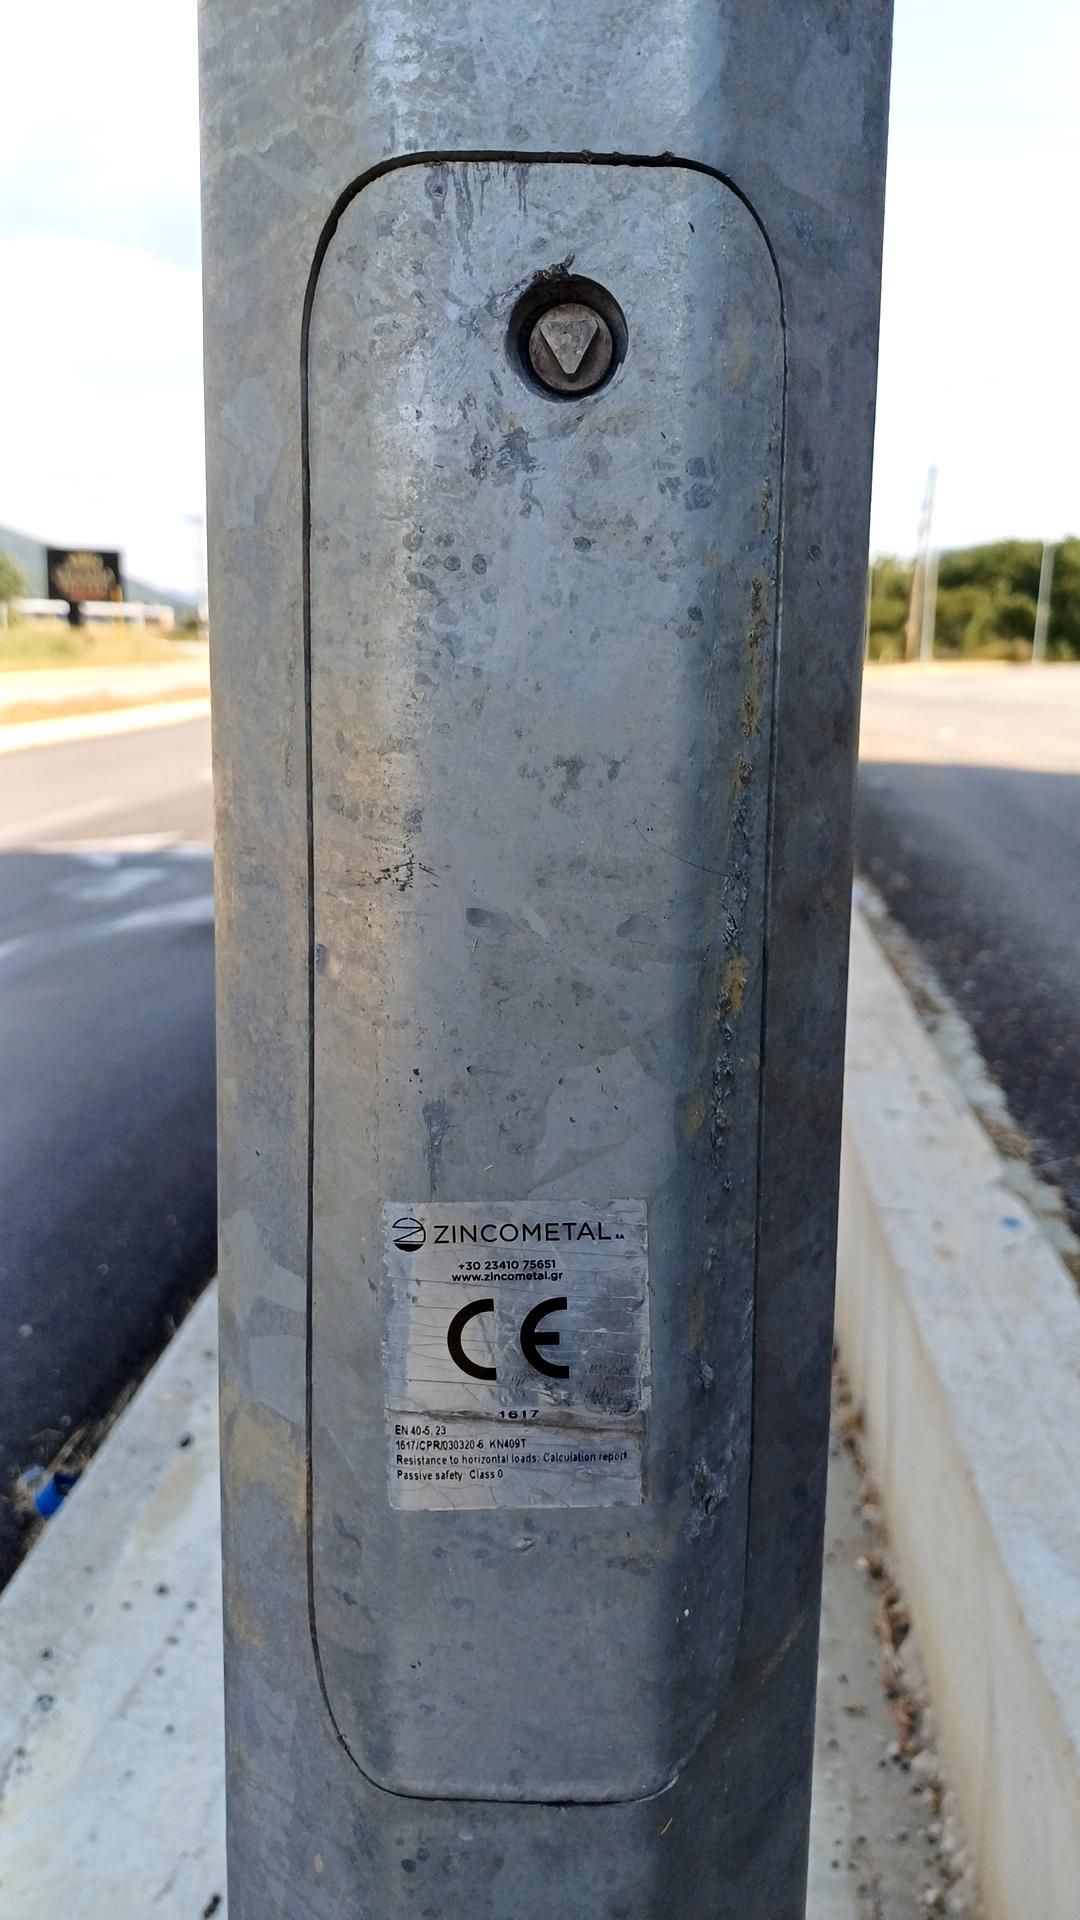 ZINCOMETAL SA
+30 23410 75651
www.zincometal.gr
CE
1617
EN 40-5, 23
1617/CPR/030320-6, KN409T
Resistance to horizontal loads: Calculation report
Passive safety: Class 0